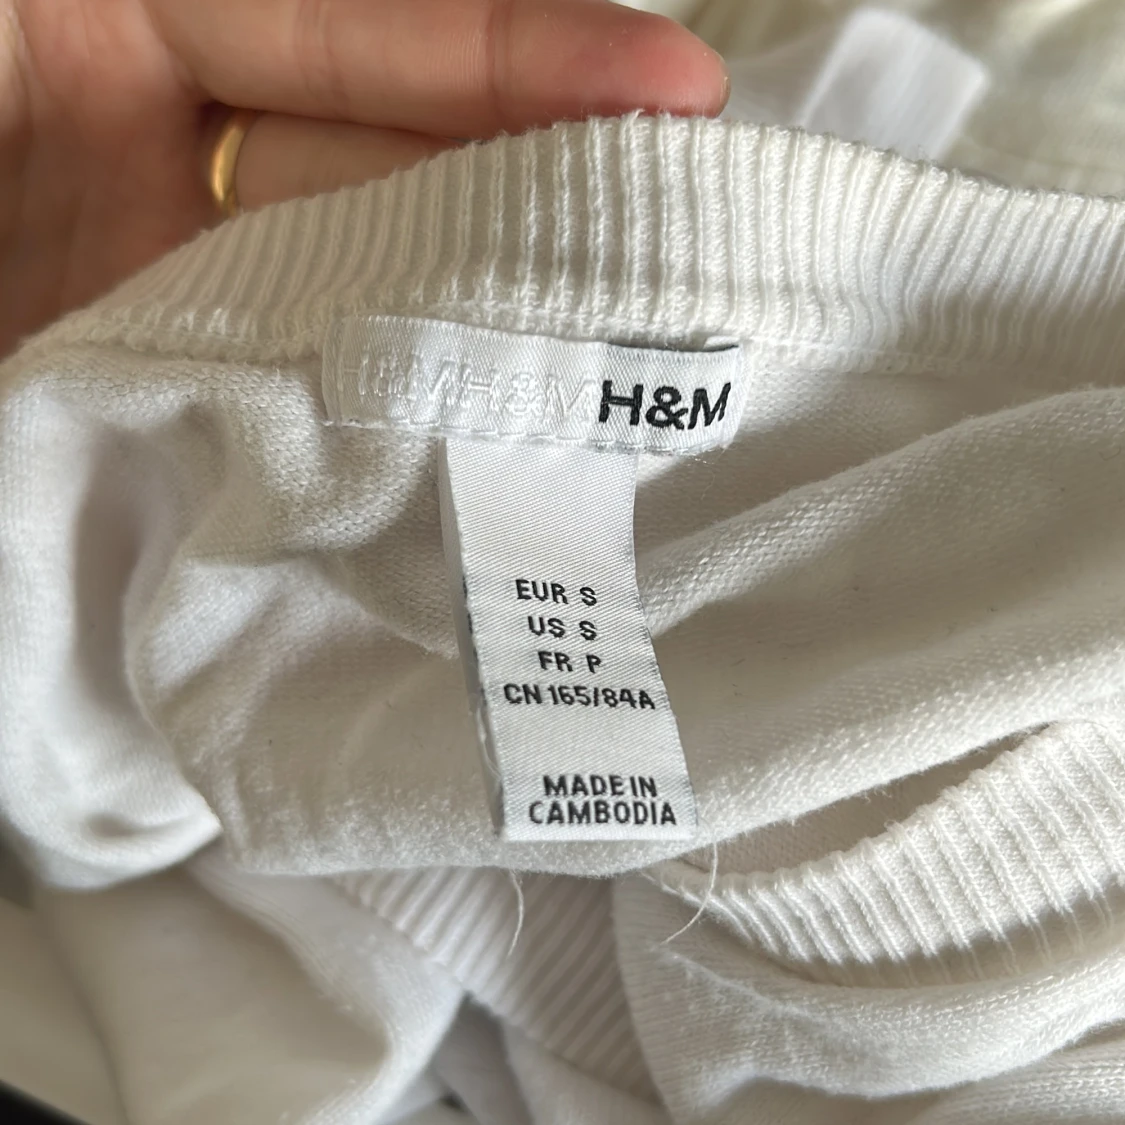 H&M H&M H&M
EUR S
US S
FR P
CN 165/84A
MADE IN
CAMBODIA